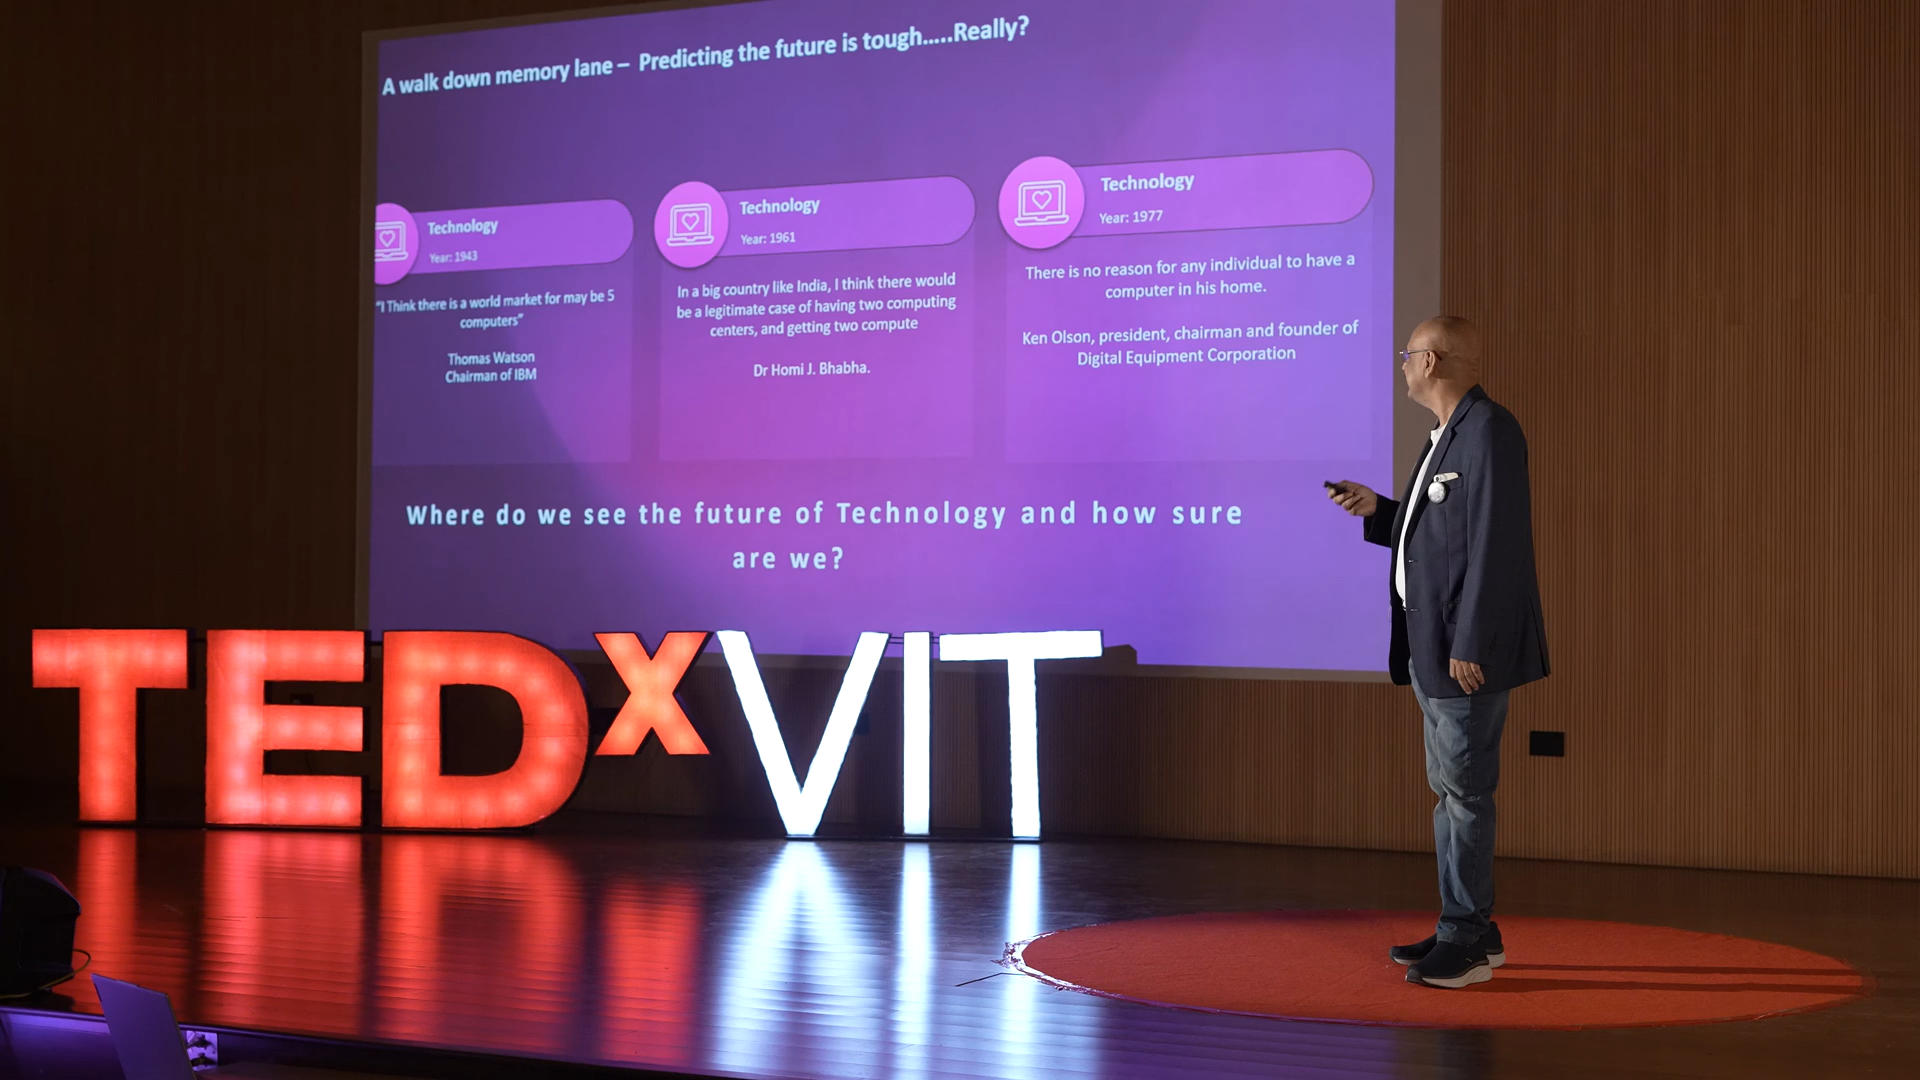 A walk down memory lane – Predicting the future is tough.....Really?
Technology
Year: 1943
"I Think there is a world market for may be 5
computers"
Thomas Watson
Chairman of IBM
Technology
Year: 1961
In a big country like India, I think there would
be a legitimate case of having two computing
centers, and getting two compute
Dr Homi J. Bhabha.
Technology
Year: 1977
There is no reason for any individual to have a
computer in his home.
Ken Olson, president, chairman and founder of
Digital Equipment Corporation
Where do we see the future of Technology and how sure
are we?
TEDxVIT